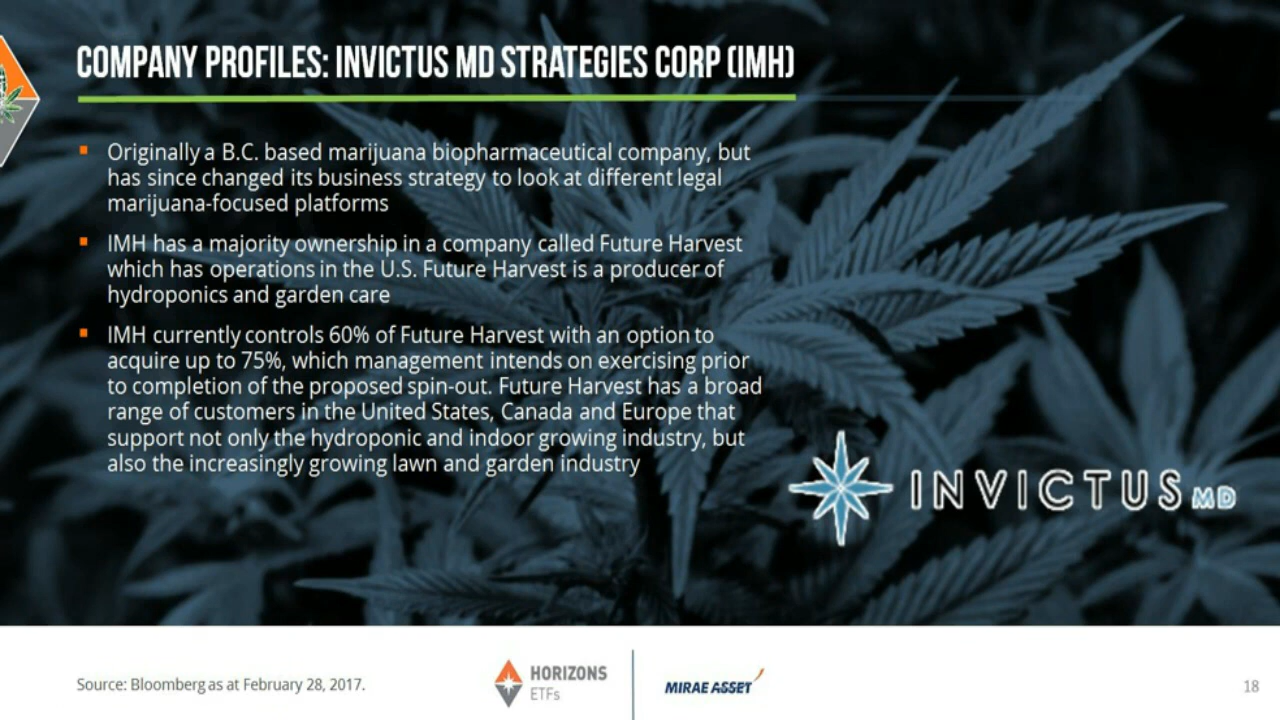 COMPANY PROFILES: INVICTUS MD STRATEGIES CORP (IMH)
Originally a B.C. based marijuana biopharmaceutical company, but
has since changed its business strategy to look at different legal
marijuana-focused platforms
IMH has a majority ownership in a company called Future Harvest
which has operations in the U.S. Future Harvest is a producer of
hydroponics and garden care
IMH currently controls 60% of Future Harvest with an option to
acquire up to 75%, which management intends on exercising prior
to completion of the proposed spin-out. Future Harvest has a broad
range of customers in the United States, Canada and Europe that
support not only the hydroponic and indoor growing industry, but
also the increasingly growing lawn and garden industry
INVICTUS MD
Source: Bloomberg as at February 28, 2017.
HORIZONS
ETFs
MIRAE ASSET
18